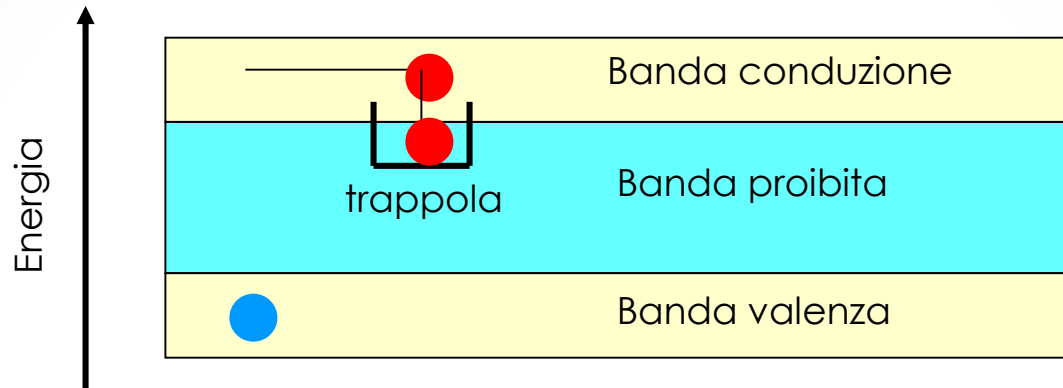 Energia
Banda conduzione
trappola
Banda proibita
Banda valenza